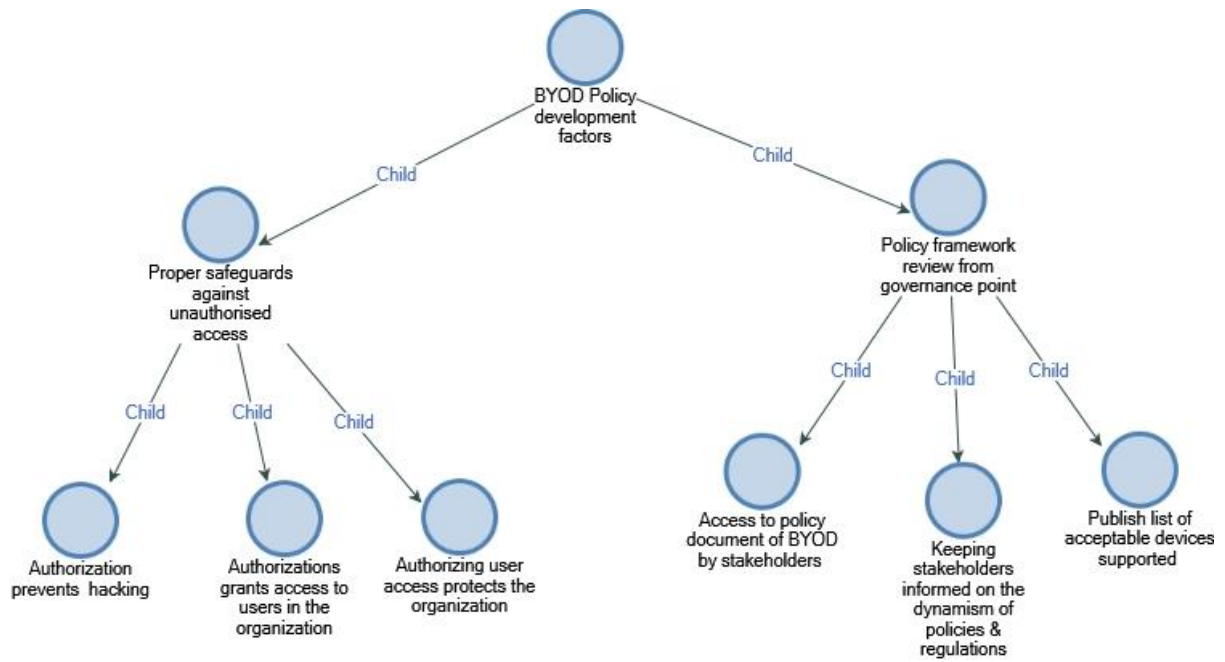 BYOD Policy
development
factors
Child
Child
Proper safeguards
against
unauthorised
access
Policy framework
review from
governance point
Child
Child
Child
Child
Child
Child
Authorization
prevents hacking
Authorizations
grants access to
users in the
organization
Authorizing user
access protects the
organization
Access to policy
document of BYOD
by stakeholders
Keeping
stakeholders
informed on the
dynamism of
policies &
regulations
Publish list of
acceptable devices
supported